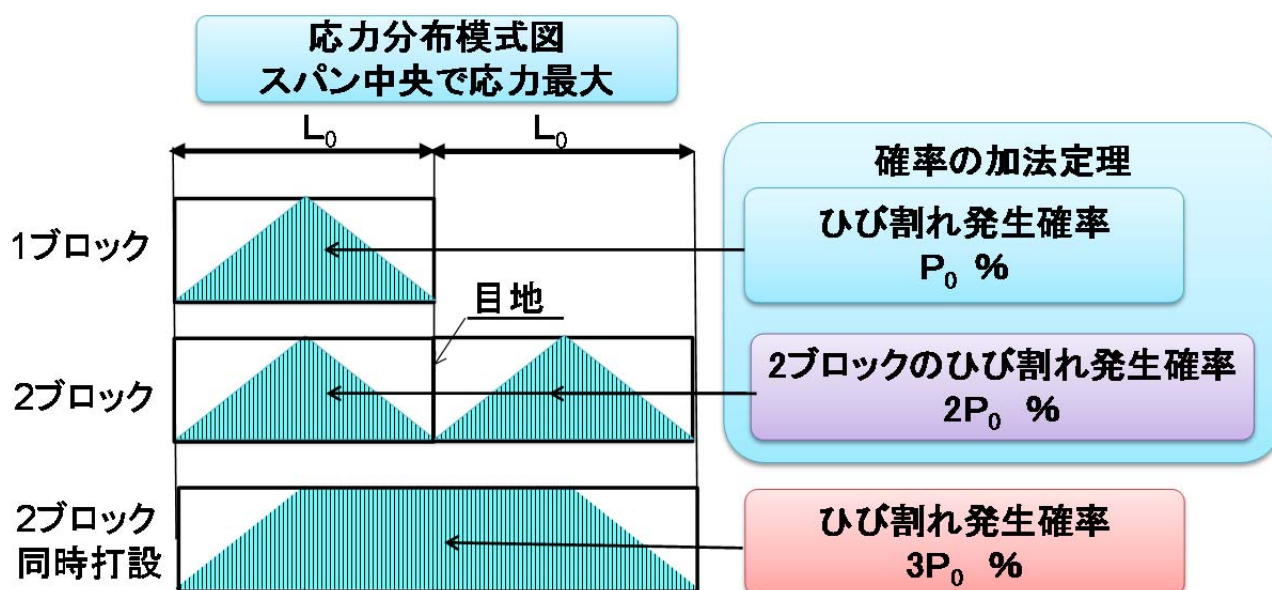 応力分布模式図
スパン中央で応力最大
L₀
L₀
確率の加法定理
1ブロック
ひび割れ発生確率
P₀ %
目地
2ブロック
2ブロックのひび割れ発生確率
2P₀ %
2ブロック
同時打設
ひび割れ発生確率
3P₀ %